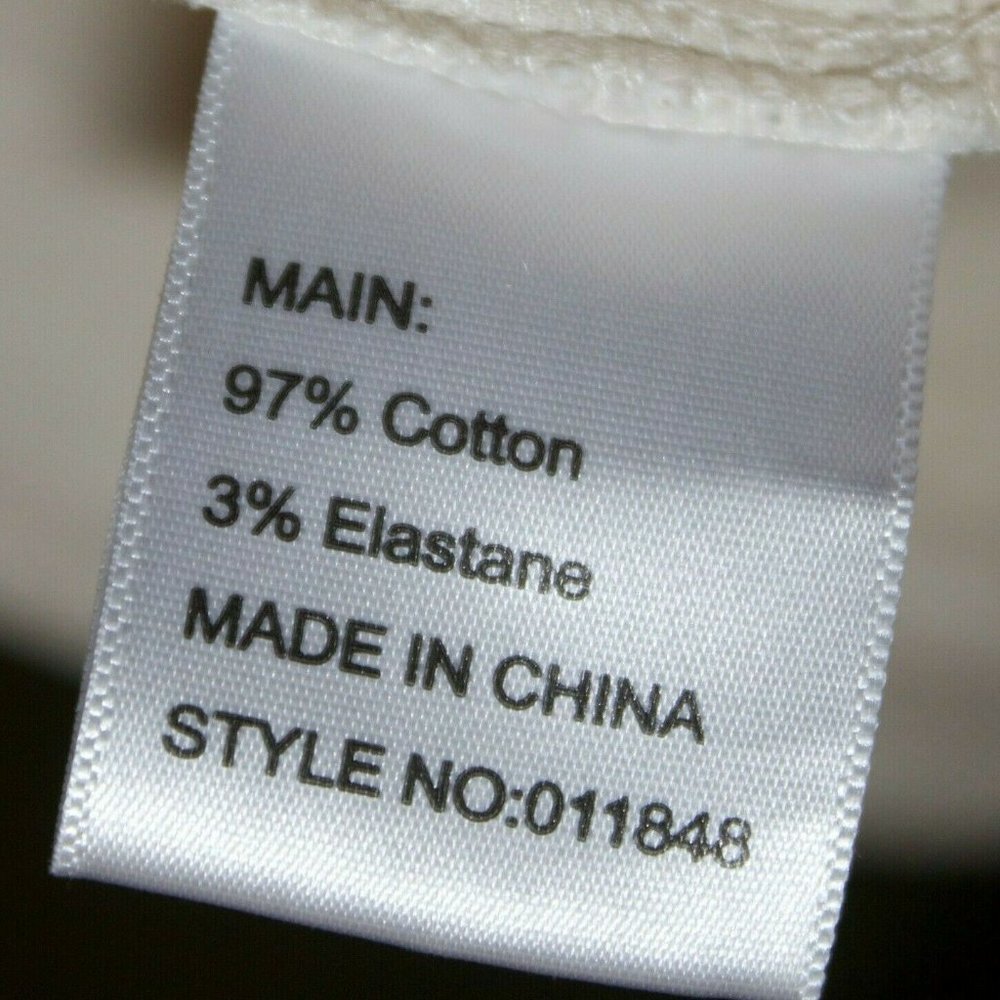 MAIN:
97% Cotton
3% Elastane
MADE IN CHINA
STYLE NO:011848